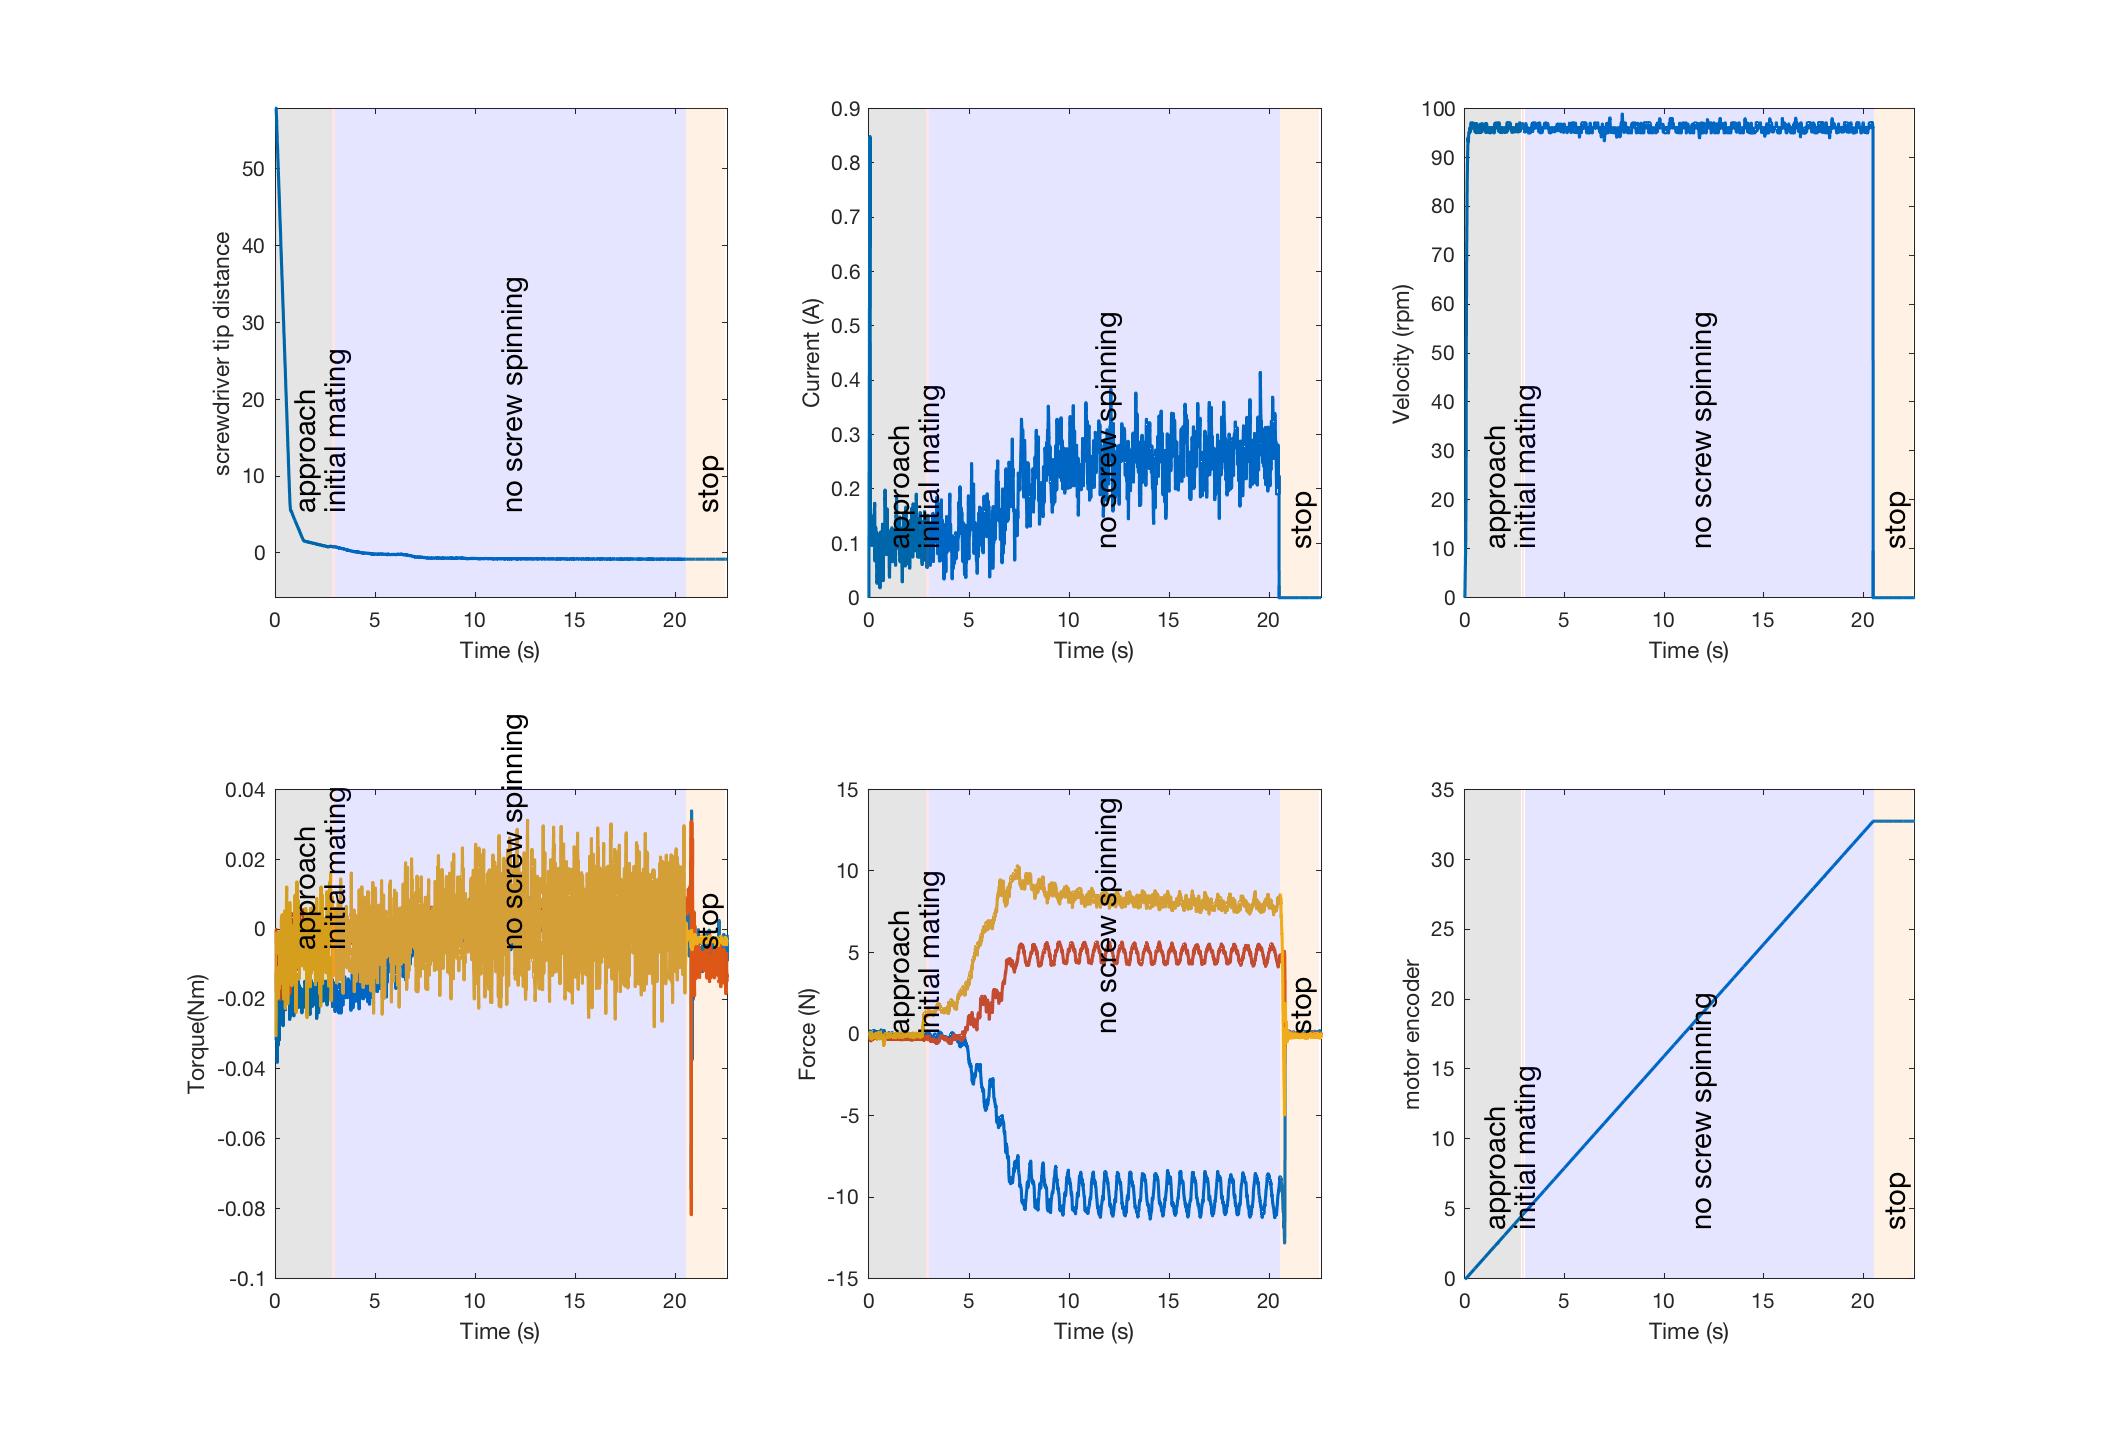 screwdriver tip distance
50
40
30
20
10
0
approach
initial mating
no screw spinning
stop
0 5 10 15 20
Time (s)
Current (A)
0.9
0.8
0.7
0.6
0.5
0.4
0.3
0.2
0.1
0
approach
initial mating
no screw spinning
stop
0 5 10 15 20
Time (s)
Velocity (rpm)
100
90
80
70
60
50
40
30
20
10
0
approach
initial mating
no screw spinning
stop
0 5 10 15 20
Time (s)
Torque(Nm)
0.04
0.02
0
-0.02
-0.04
-0.06
-0.08
-0.1
approach
initial mating
no screw spinning
stop
0 5 10 15 20
Time (s)
Force (N)
15
10
5
0
-5
-10
-15
approach
initial mating
no screw spinning
stop
0 5 10 15 20
Time (s)
motor encoder
35
30
25
20
15
10
5
0
approach
initial mating
no screw spinning
stop
0 5 10 15 20
Time (s)